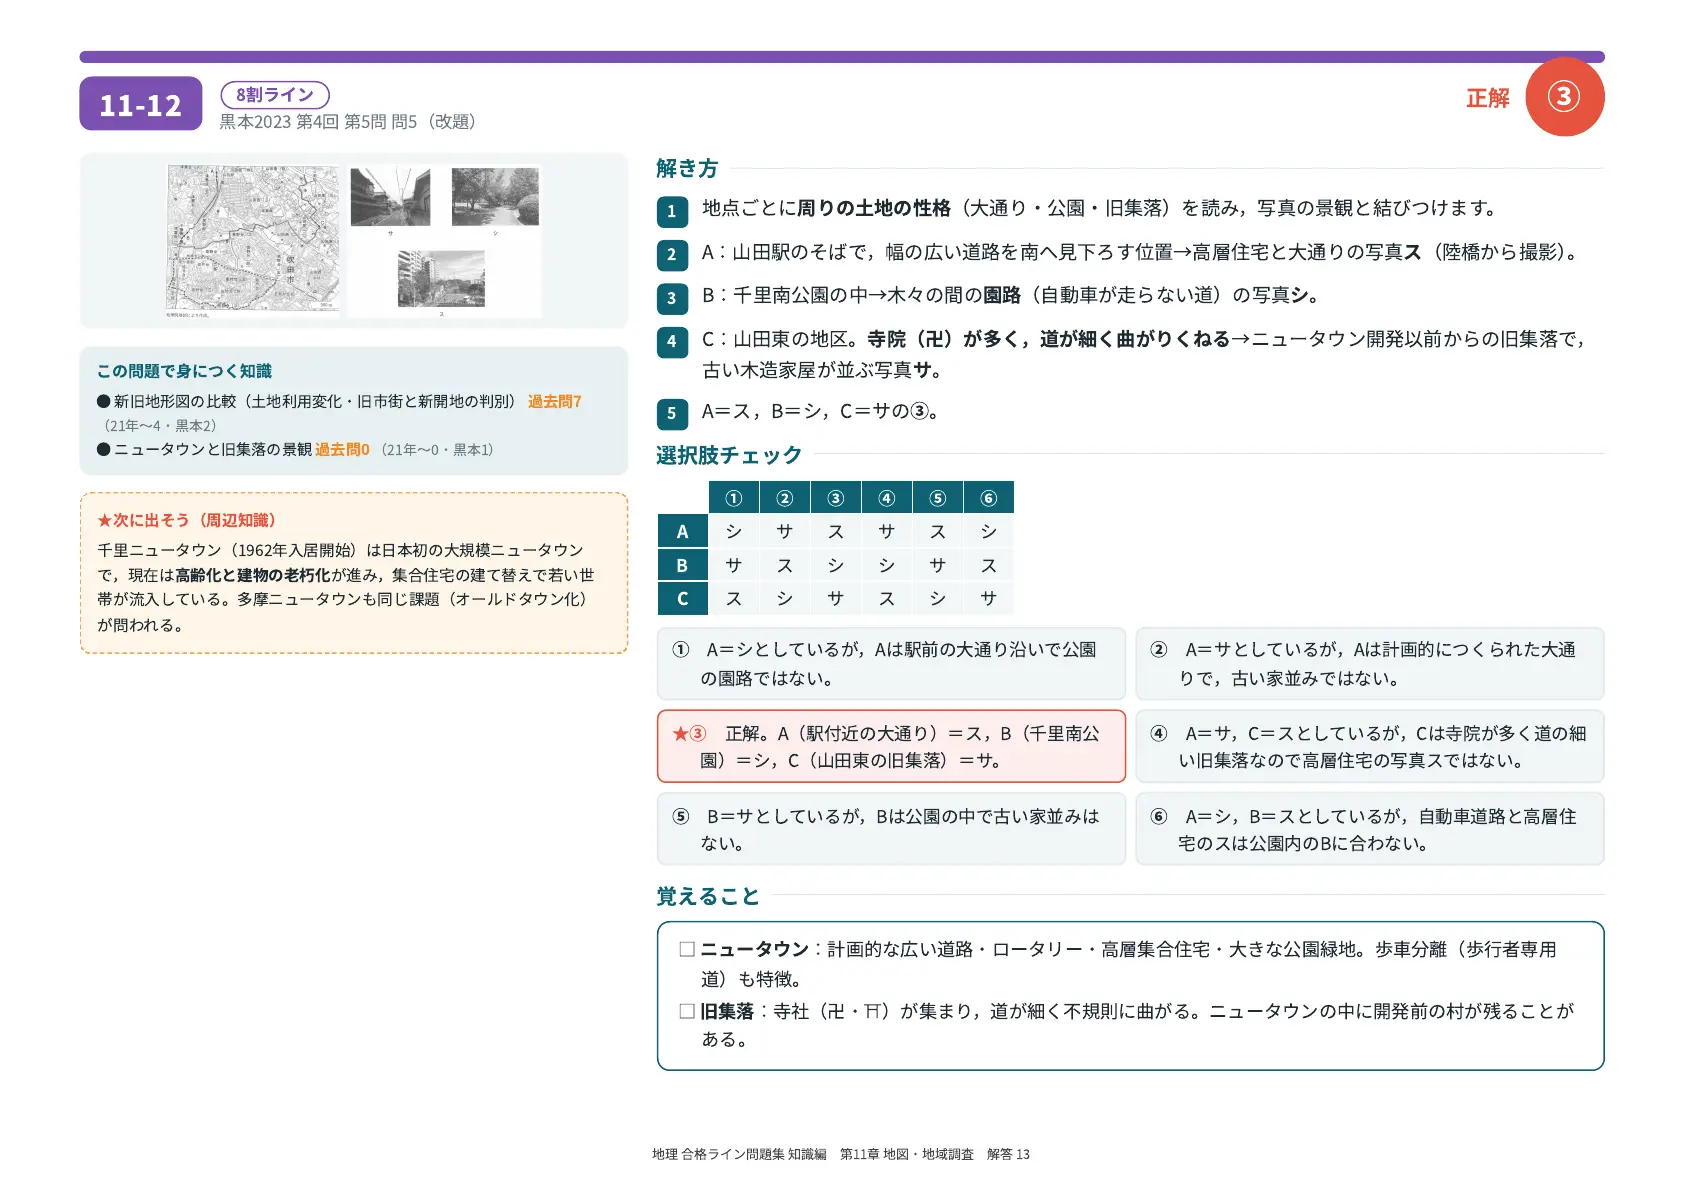 11-12
8割ライン
黒本2023 第4回 第5問 問5（改題）
正解 ③
サ
シ
ス
吹田市
この問題で身につく知識
● 新旧地形図の比較（土地利用変化・旧市街と新開地の判別） 過去問7
（21年〜4・黒本2）
● ニュータウンと旧集落の景観 過去問0 （21年〜0・黒本1）
★次に出そう（周辺知識）
千里ニュータウン（1962年入居開始）は日本初の大規模ニュータウン
で，現在は高齢化と建物の老朽化が進み，集合住宅の建て替えで若い世
帯が流入している。多摩ニュータウンも同じ課題（オールドタウン化）
が問われる。
解き方
1 地点ごとに周りの土地の性格（大通り・公園・旧集落）を読み，写真の景観と結びつけます。
2 A：山田駅のそばで，幅の広い道路を南へ見下ろす位置→高層住宅と大通りの写真ス（陸橋から撮影）。
3 B：千里南公園の中→木々の間の園路（自動車が走らない道）の写真シ。
4 C：山田東の地区。寺院（卍）が多く，道が細く曲がりくねる→ニュータウン開発以前からの旧集落で，
古い木造家屋が並ぶ写真サ。
5 A＝ス，B＝シ，C＝サの③。
選択肢チェック
① ② ③ ④ ⑤ ⑥
A シ サ ス サ ス シ
B サ ス シ シ サ ス
C ス シ サ ス シ サ
① A＝シとしているが，Aは駅前の大通り沿いで公園
の園路ではない。
② A＝サとしているが，Aは計画的につくられた大通
りで，古い家並みではない。
★③ 正解。A（駅付近の大通り）＝ス，B（千里南公
園）＝シ，C（山田東の旧集落）＝サ。
④ A＝サ，C＝スとしているが，Cは寺院が多く道の細
い旧集落なので高層住宅の写真スではない。
⑤ B＝サとしているが，Bは公園の中で古い家並みは
ない。
⑥ A＝シ，B＝スとしているが，自動車道路と高層住
宅のスは公園内のBに合わない。
覚えること
□ ニュータウン：計画的な広い道路・ロータリー・高層集合住宅・大きな公園緑地。歩車分離（歩行者専用
道）も特徴。
□ 旧集落：寺社（卍・⛩）が集まり，道が細く不規則に曲がる。ニュータウンの中に開発前の村が残ることが
ある。
地理 合格ライン問題集 知識編　第11章 地図・地域調査　解答 13